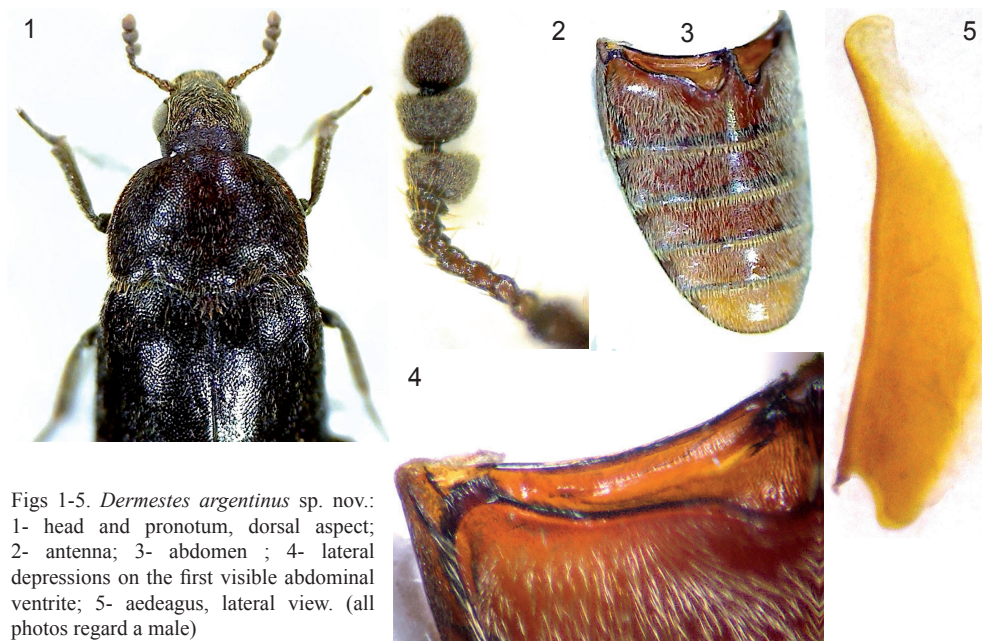 1
2
3
5
4
Figs 1-5. Dermestes argentinus sp. nov.:
1- head and pronotum, dorsal aspect;
2- antenna; 3- abdomen ; 4- lateral
depressions on the first visible abdominal
ventrite; 5- aedeagus, lateral view. (all
photos regard a male)